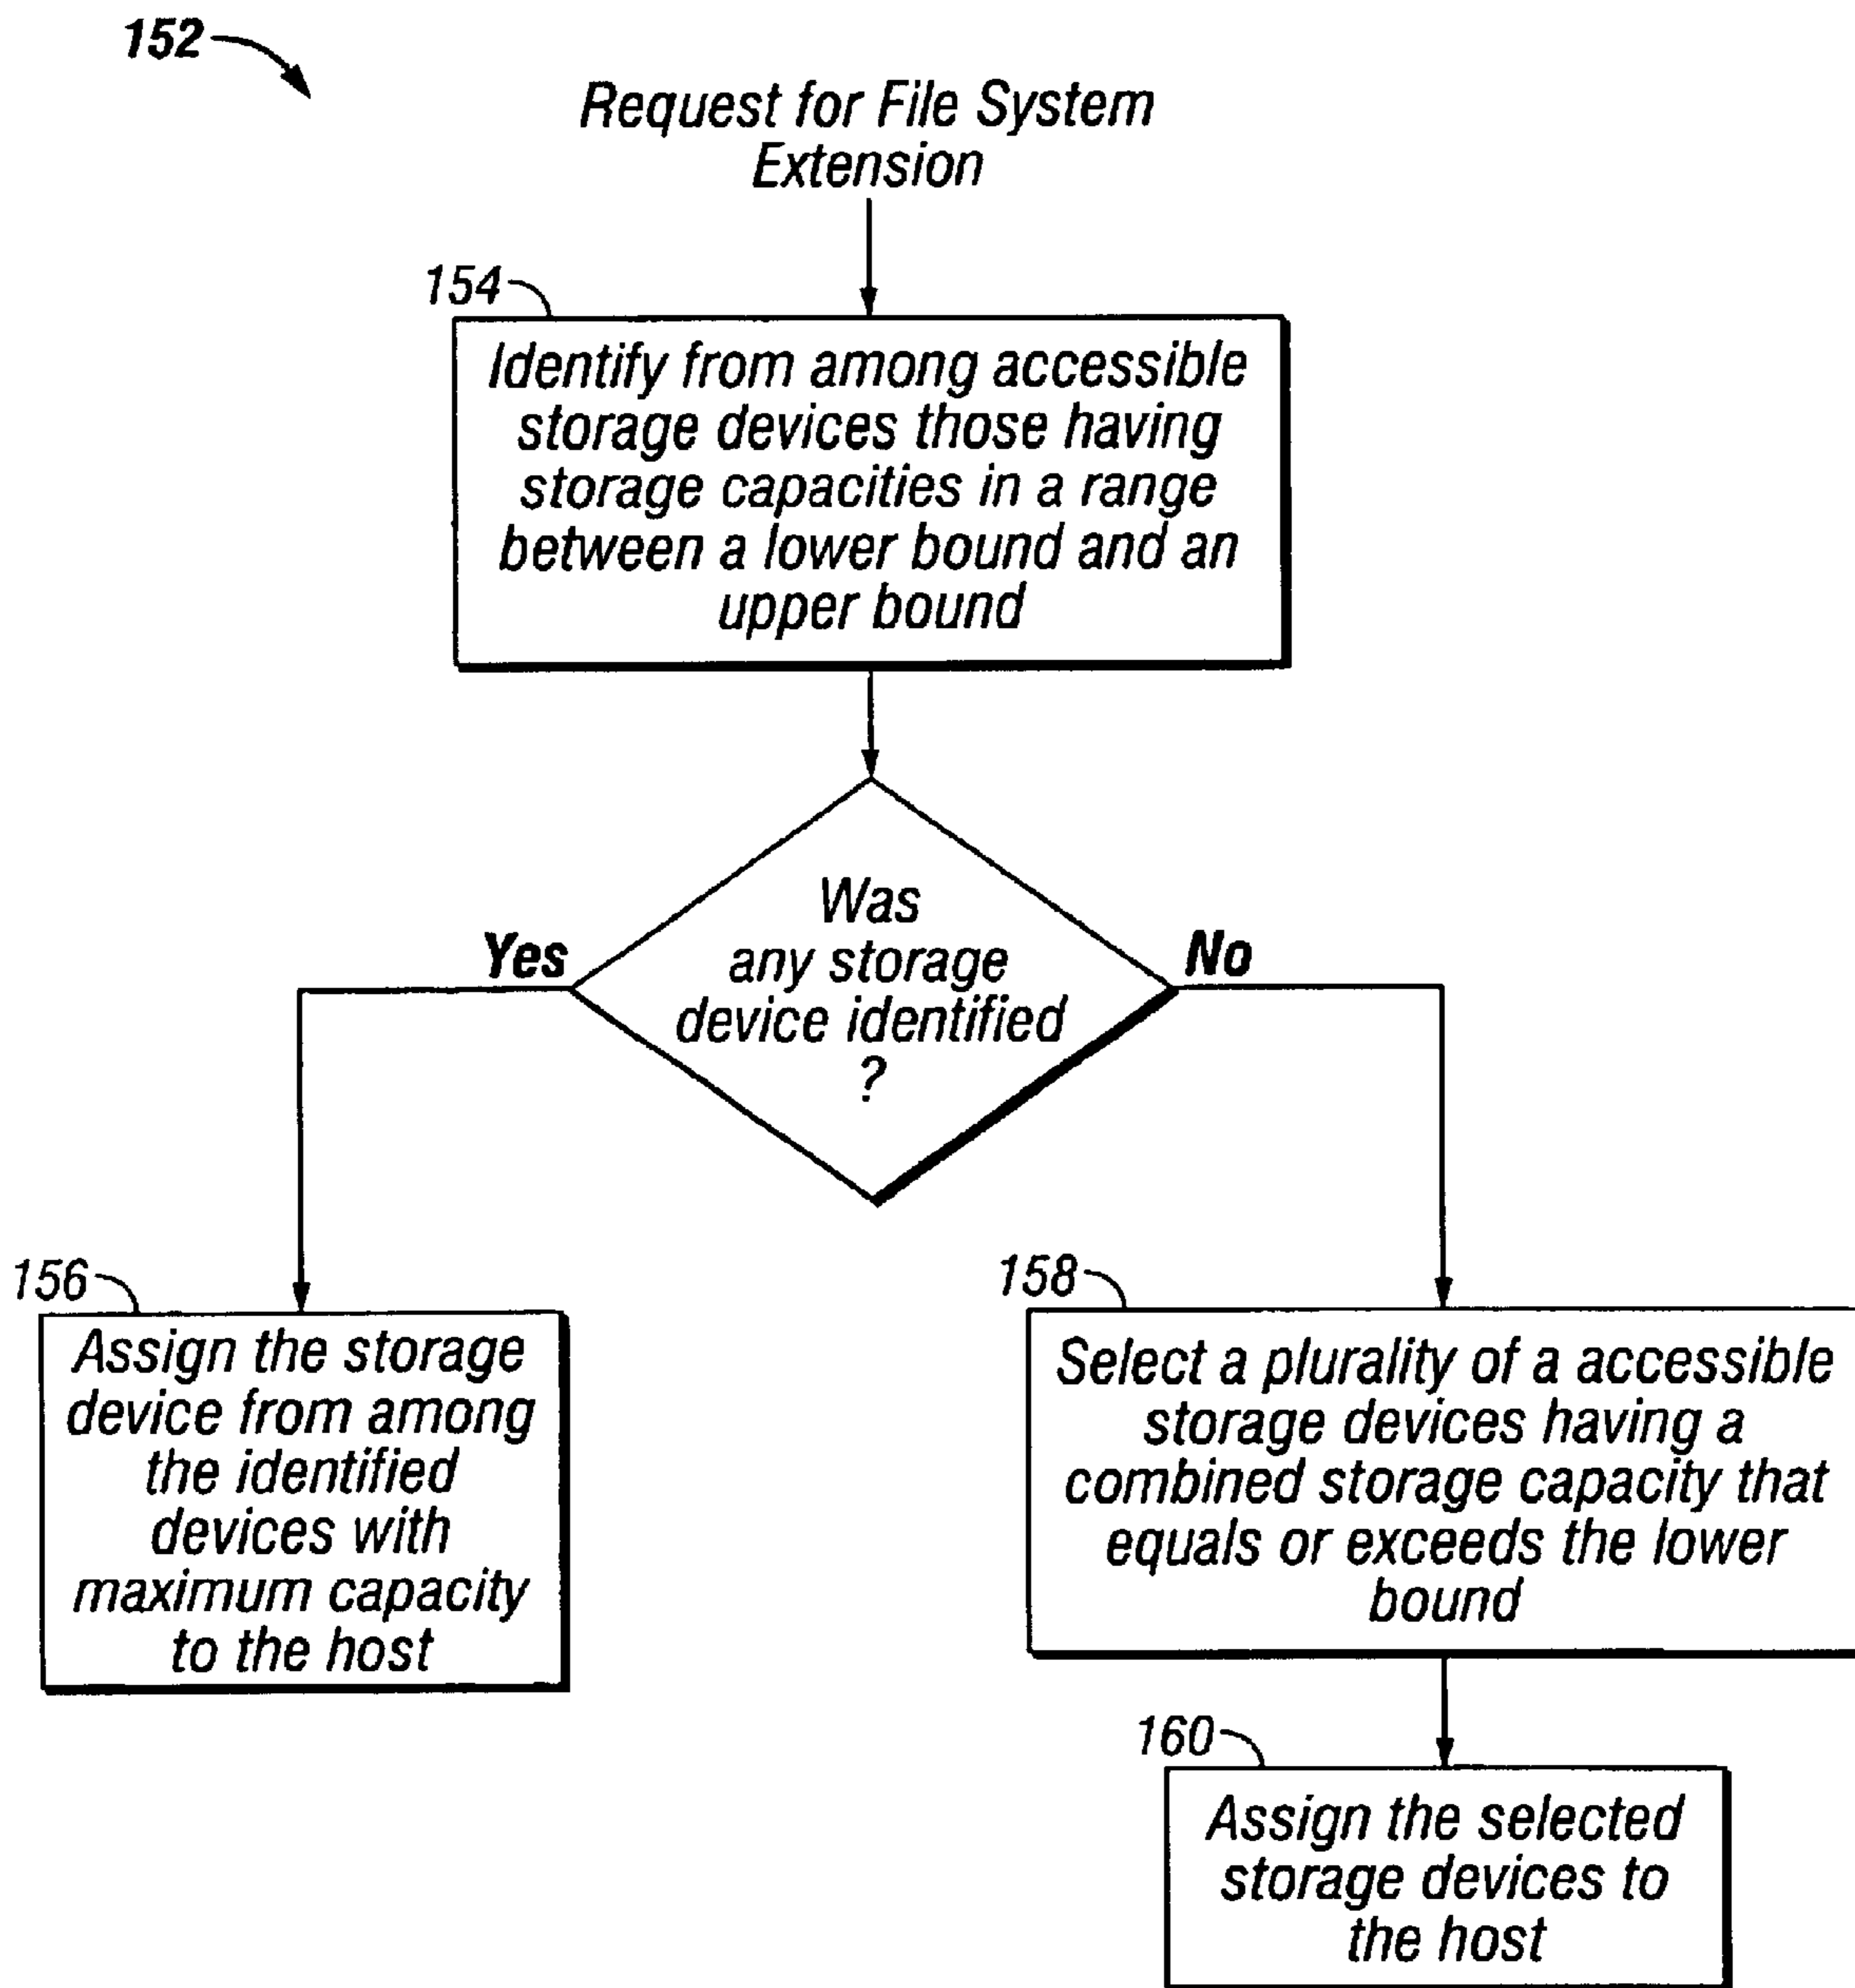 152
Request for File System
Extension
154
Identify from among accessible
storage devices those having
storage capacities in a range
between a lower bound and an
upper bound
Was
any storage
device identified
?
Yes
No
156
Assign the storage
device from among
the identified
devices with
maximum capacity
to the host
158
Select a plurality of a accessible
storage devices having a
combined storage capacity that
equals or exceeds the lower
bound
160
Assign the selected
storage devices to
the host